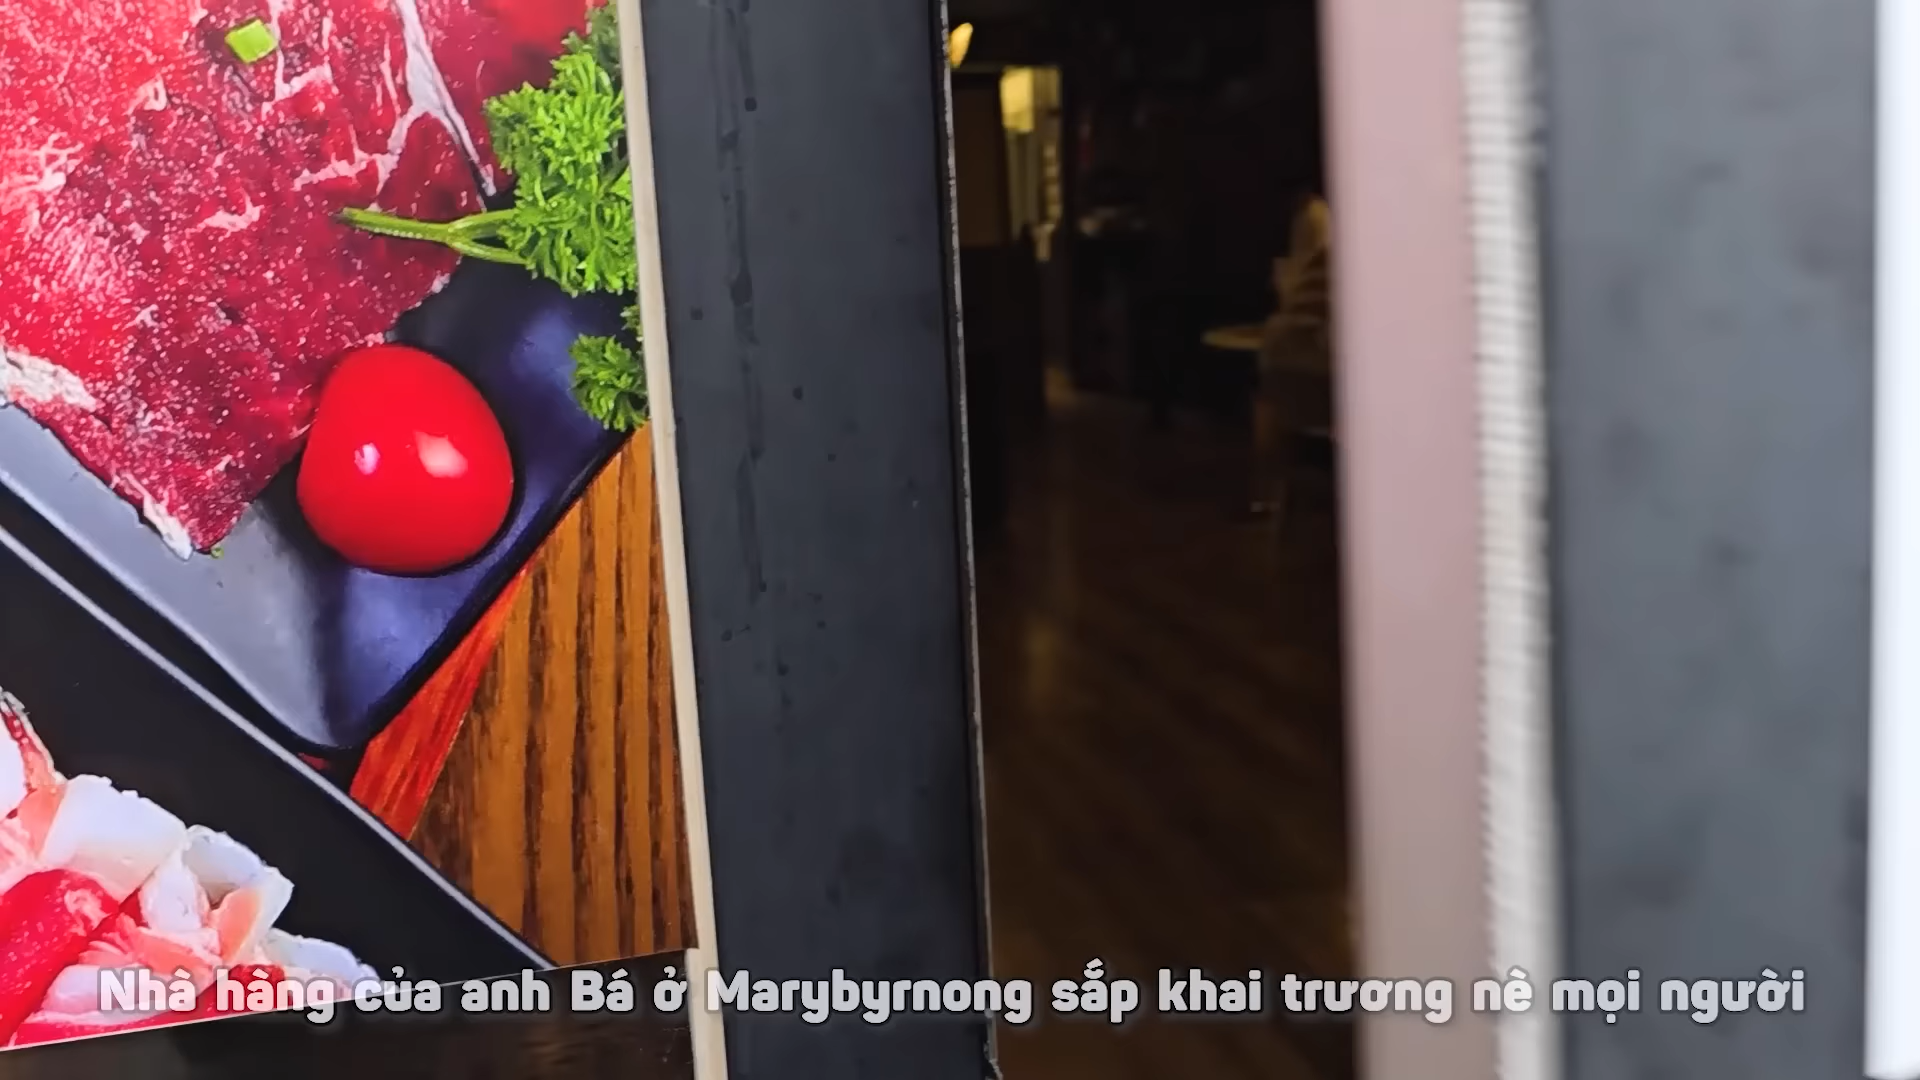 Nhà hàng của anh Bá ở Marybyrnong sắp khai trương nè mọi người